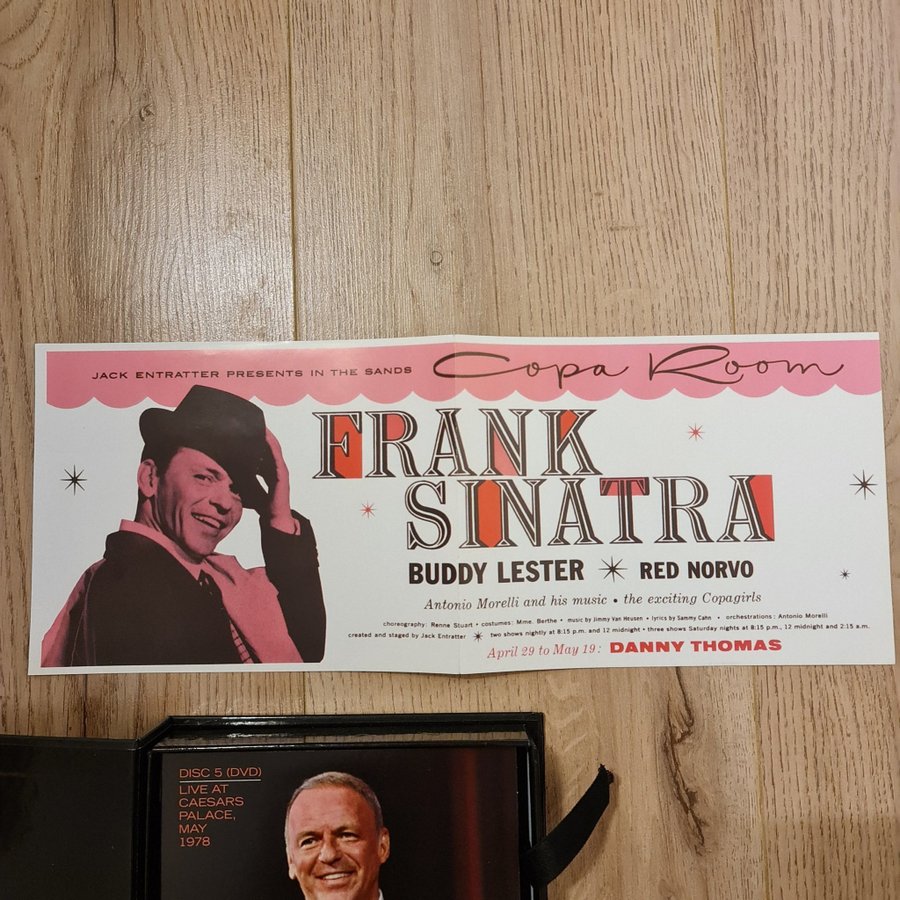 JACK ENTRATTER PRESENTS IN THE SANDS Copa Room
FRANK
SINATRA
BUDDY LESTER RED NORVO
Antonio Morelli and his music • the exciting Copagirls
choreography: Renne Stuart • costumes: Mme. Berthe • music by Jimmy Van Heusen • lyrics by Sammy Cahn • orchestrations: Antonio Morelli
created and staged by Jack Entratter two shows nightly at 8:15 p.m. and 12 midnight • three shows Saturday nights at 8:15 p.m., 12 midnight and 2:15 a.m.
April 29 to May 19: DANNY THOMAS
DISC 5 (DVD)
LIVE AT
CAESARS
PALACE,
MAY
1978